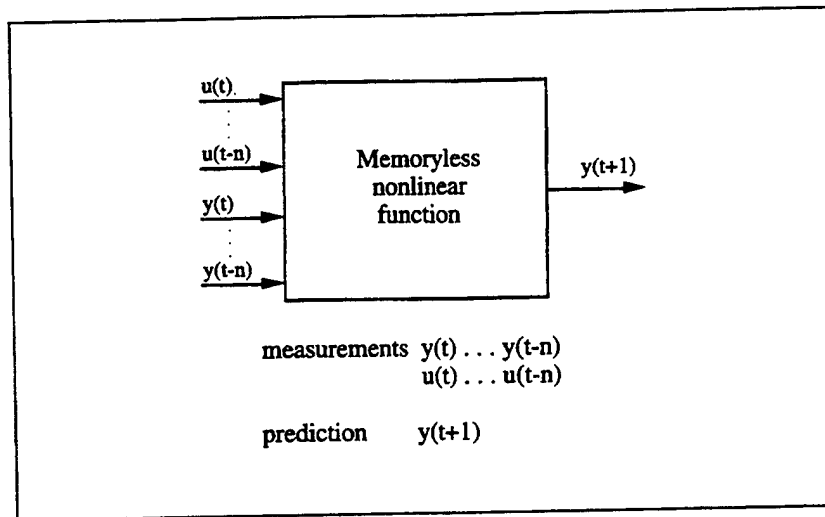 u(t)
u(t-n)
y(t)
y(t-n)
Memoryless
nonlinear
function
y(t+1)
measurements y(t) . . . y(t-n)
u(t) . . . u(t-n)
prediction y(t+1)